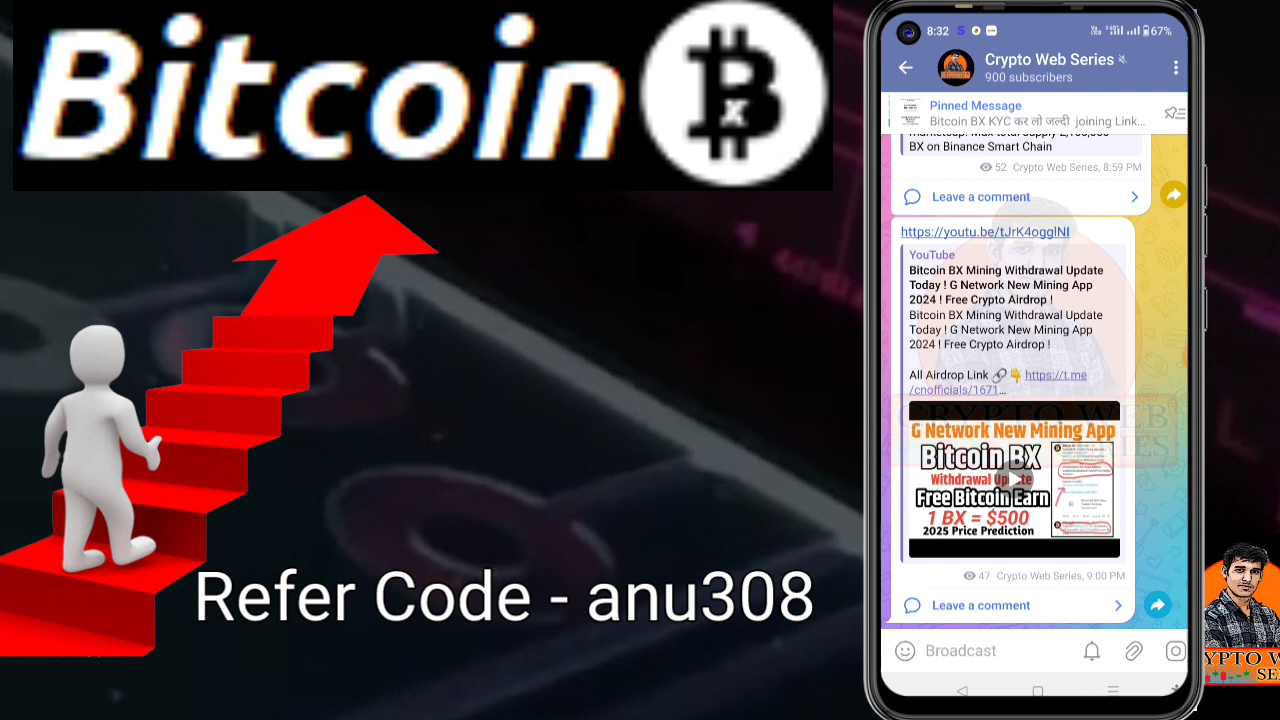 Bitcoin
Refer Code - anu308
8:32
67%
Crypto Web Series
900 subscribers
Pinned Message
Bitcoin BX KYC कर लो जल्दी joining Link...
BX on Binance Smart Chain
52 Crypto Web Series, 8:59 PM
Leave a comment
https://youtu.be/tJrK4ogglNI
YouTube
Bitcoin BX Mining Withdrawal Update
Today ! G Network New Mining App
2024 ! Free Crypto Airdrop !
Bitcoin BX Mining Withdrawal Update
Today ! G Network New Mining App
2024 ! Free Crypto Airdrop !
All Airdrop Link 🔗👇 https://t.me
/cnofficials/1671...
CRYPTO WEB
SERIES
G Network New Mining App
Bitcoin BX
Withdrawal Update
Free Bitcoin Earn
1 BX = $500
2025 Price Prediction
47 Crypto Web Series, 9:00 PM
Leave a comment
Broadcast